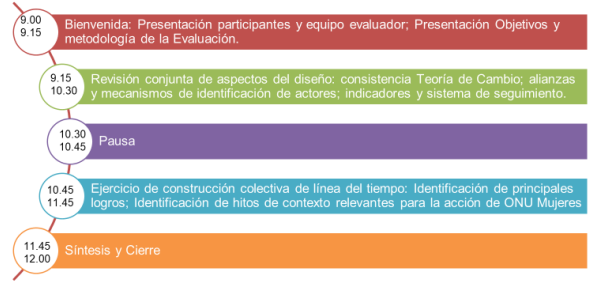 9.00
9.15
Bienvenida: Presentación participantes y equipo evaluador; Presentación Objetivos y
metodología de la Evaluación.
9.15
10.30
Revisión conjunta de aspectos del diseño: consistencia Teoría de Cambio; alianzas
y mecanismos de identificación de actores; indicadores y sistema de seguimiento.
10.30
10.45
Pausa
10.45
11.45
Ejercicio de construcción colectiva de línea del tiempo: Identificación de principales
logros; Identificación de hitos de contexto relevantes para la acción de ONU Mujeres
11.45
12.00
Síntesis y Cierre